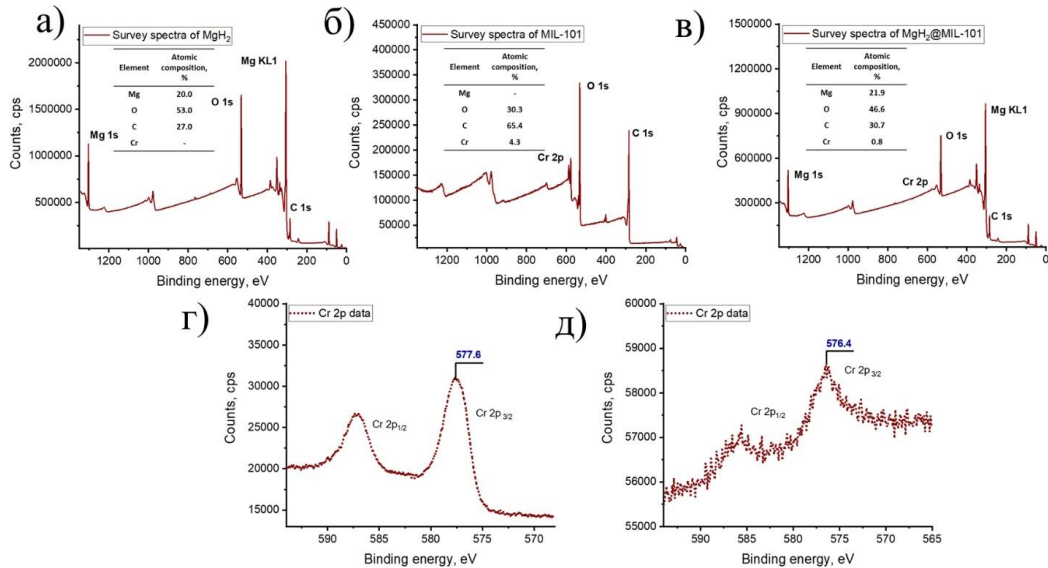 а)
Survey spectra of MgH2
Element Atomic composition, %
Mg 20.0
O 53.0
C 27.0
Cr -
Mg 1s
O 1s
Mg KL1
C 1s
Counts, cps
2000000
1500000
1000000
500000
1200 1000 800 600 400 200 0
Binding energy, eV
б)
Survey spectra of MIL-101
Element Atomic composition, %
Mg -
O 30.3
C 65.4
Cr 4.3
Cr 2p
O 1s
C 1s
Counts, cps
450000
400000
350000
300000
250000
200000
150000
100000
50000
0
1200 1000 800 600 400 200 0
Binding energy, eV
в)
Survey spectra of MgH2@MIL-101
Element Atomic composition, %
Mg 21.9
O 46.6
C 30.7
Cr 0.8
Mg 1s
Cr 2p
O 1s
Mg KL1
C 1s
Counts, cps
1500000
1200000
900000
600000
300000
0
1200 1000 800 600 400 200 0
Binding energy, eV
г)
Cr 2p data
577.6
Cr 2p1/2
Cr 2p3/2
Counts, cps
40000
35000
30000
25000
20000
15000
590 585 580 575 570
Binding energy, eV
д)
Cr 2p data
576.4
Cr 2p1/2
Cr 2p3/2
Counts, cps
60000
59000
58000
57000
56000
55000
590 585 580 575 570 565
Binding energy, eV